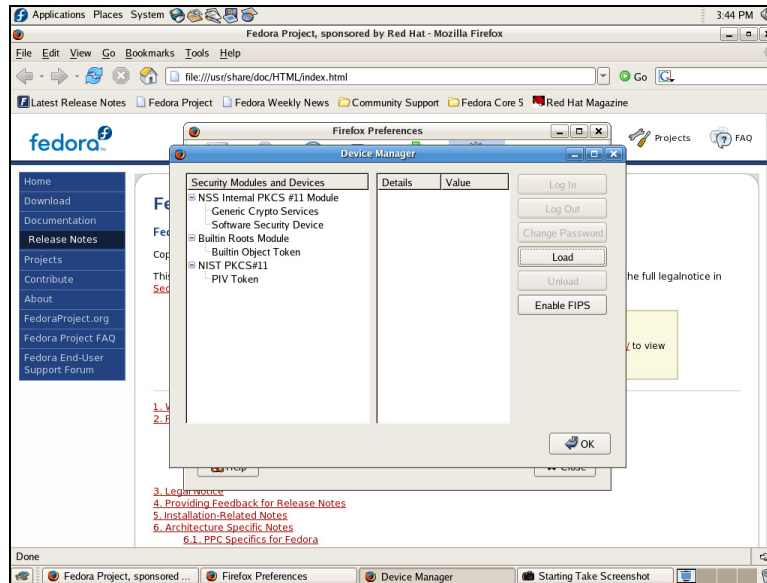 Applications Places System 3:44 PM
Fedora Project, sponsored by Red Hat - Mozilla Firefox
File Edit View Go Bookmarks Tools Help
file:///usr/share/doc/HTML/index.html Go
Latest Release Notes Fedora Project Fedora Weekly News Community Support Fedora Core 5 Red Hat Magazine
fedora Projects FAQ
Firefox Preferences
Device Manager
Home
Download
Documentation
Release Notes
Projects
Contribute
About
FedoraProject.org
Fedora Project FAQ
Fedora End-User
Support Forum
Security Modules and Devices
NSS Internal PKCS #11 Module
Generic Crypto Services
Software Security Device
Builtin Roots Module
Builtin Object Token
NIST PKCS#11
PIV Token
Details Value
Log In
Log Out
Change Password
Load
Unload
Enable FIPS
OK
he full legalnotice in
to view
1.
2.
Help Close
3. Legal Notice
4. Providing Feedback for Release Notes
5. Installation-Related Notes
6. Architecture Specific Notes
6.1. PPC Specifics for Fedora
Done
Fedora Project, sponsored ... Firefox Preferences Device Manager Starting Take Screenshot